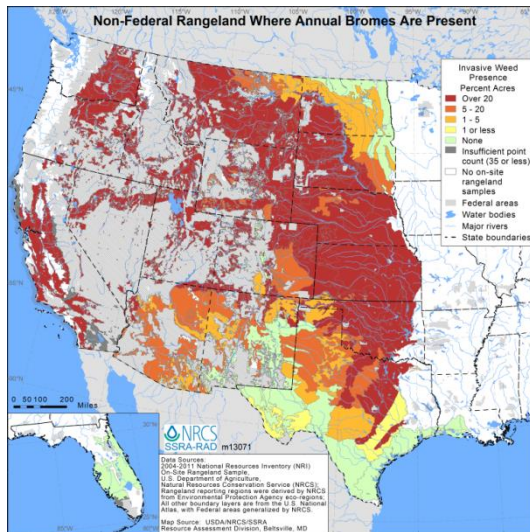 Non-Federal Rangeland Where Annual Bromes Are Present
Invasive Weed
Presence
Percent Acres
Over 20
5 - 20
1 - 5
1 or less
None
Insufficient point
count (35 or less)
No on-site
rangeland
samples
Federal areas
Water bodies
Major rivers
State boundaries
0 50 100 200
Miles
NRCS
SSRA-RAD
m13071
Data Sources:
2004-2011 National Resources Inventory (NRI)
On-Site Rangeland Sample,
U.S. Department of Agriculture,
Natural Resources Conservation Service (NRCS);
Rangeland reporting regions were derived by NRCS
from Environmental Protection Agency eco-regions.
All other boundary layers are from the U.S. National
Atlas, with Federal areas generalized by NRCS.
Map Source: USDA/NRCS/SSRA
Resource Assessment Division, Beltsville, MD